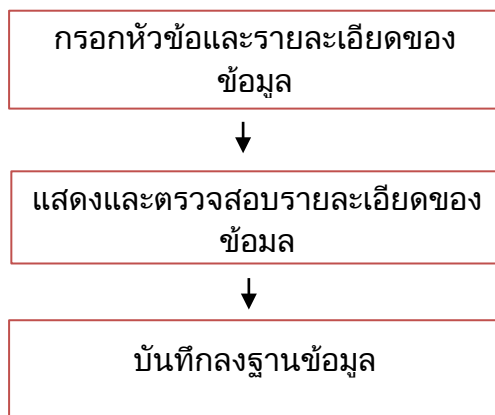 กรอกหัวข้อและรายละเอียดของ
ข้อมูล
แสดงและตรวจสอบรายละเอียดของ
ข้อมล
บันทึกลงฐานข้อมูล